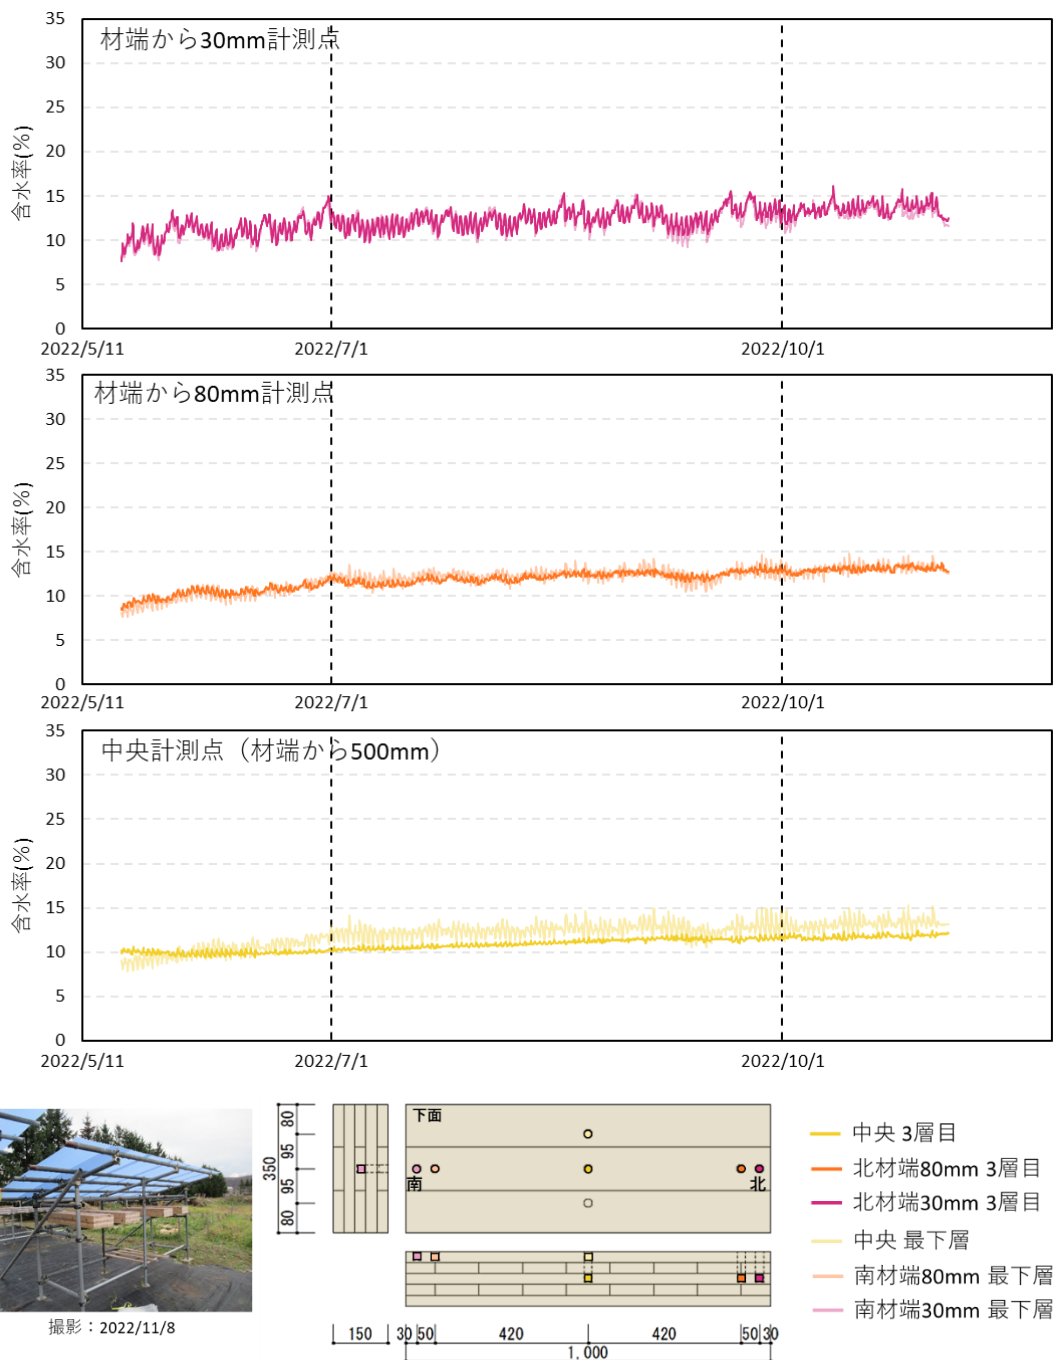 材端から30mm計測点
35
30
25
20
15
10
5
0
含水率(%)
2022/5/11
2022/7/1
2022/10/1
材端から80mm計測点
35
30
25
20
15
10
5
0
含水率(%)
2022/5/11
2022/7/1
2022/10/1
中央計測点（材端から500mm）
35
30
25
20
15
10
5
0
含水率(%)
2022/5/11
2022/7/1
2022/10/1
撮影：2022/11/8
350
80
95
95
80
150
下面
南
北
30 50 420 420 50 30
1,000
中央 3層目
北材端80mm 3層目
北材端30mm 3層目
中央 最下層
南材端80mm 最下層
南材端30mm 最下層